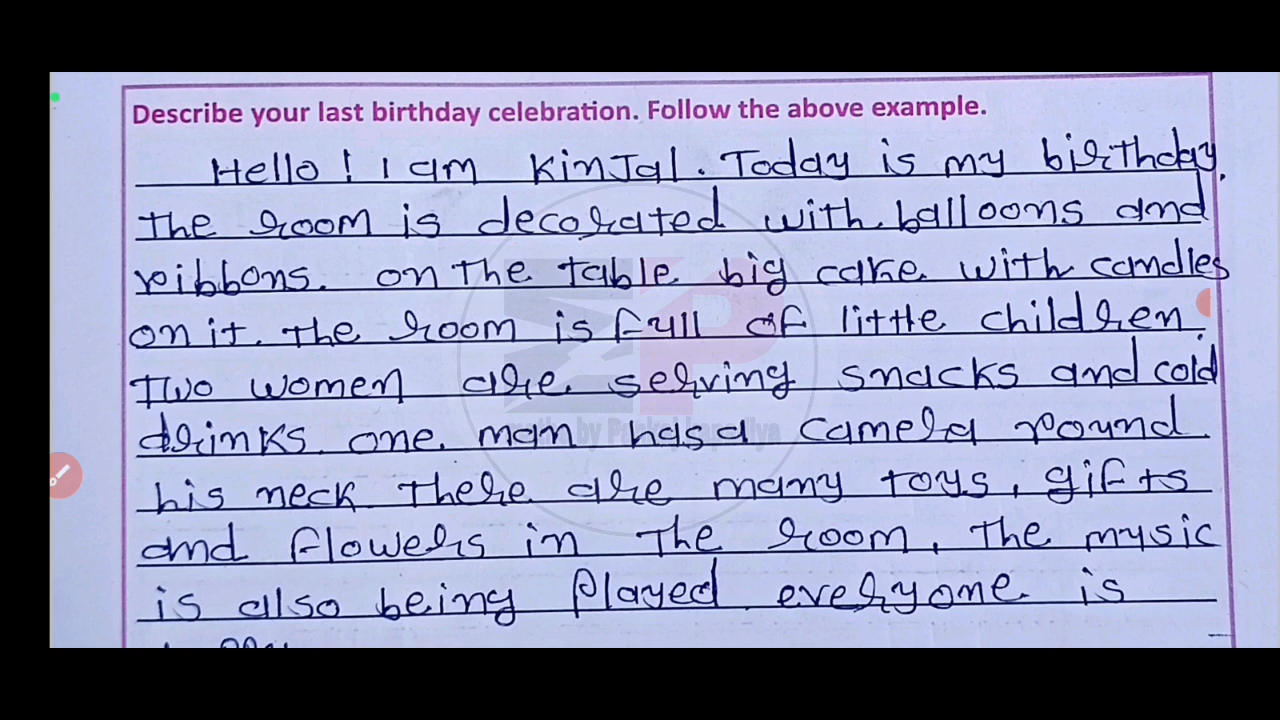 Describe your last birthday celebration. Follow the above example.
Hello! I am Kinjal. Today is my birthday.
The room is decorated with balloons and
ribbons. on the table big cake with candles
on it. The room is full of little children.
Two women are serving snacks and cold
drinks. one man has a camera round
his neck. There are many toys, gifts
and flowers in the room, The music
is also being played. everyone is